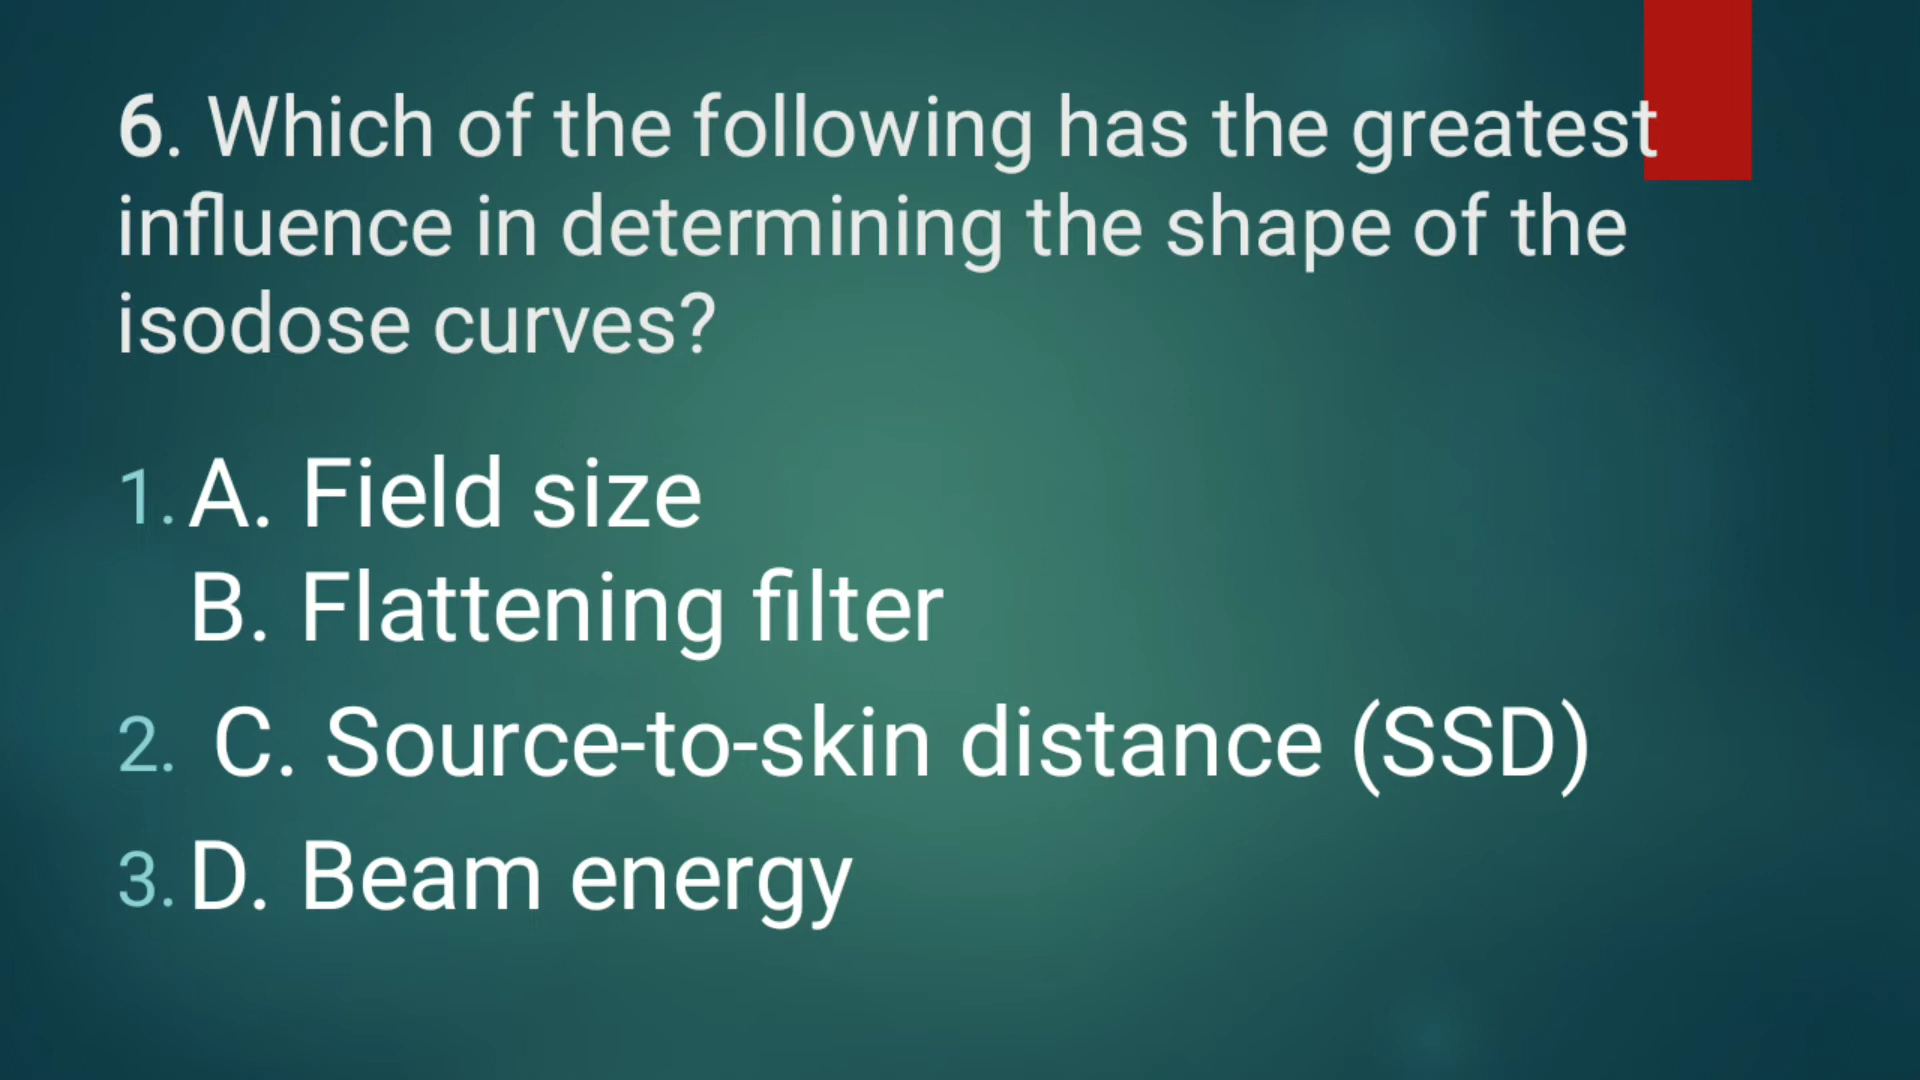 6. Which of the following has the greatest
influence in determining the shape of the
isodose curves?
1. A. Field size
B. Flattening filter
2. C. Source-to-skin distance (SSD)
3. D. Beam energy